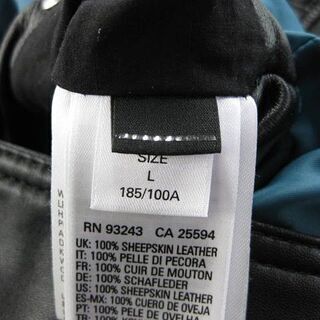 SIZE
L
185/100A
RN 93243 CA 25594
UK: 100% SHEEPSKIN LEATHER
IT: 100% PELLE DI PECORA
FR: 100% CUIR DE MOUTON
DE: 100% SCHAFLEDER
US: 100% SHEEPSKIN LEATHER
ES-MX: 100% CUERO DE OVEJA
PT: 100% PELE DE OVELHA